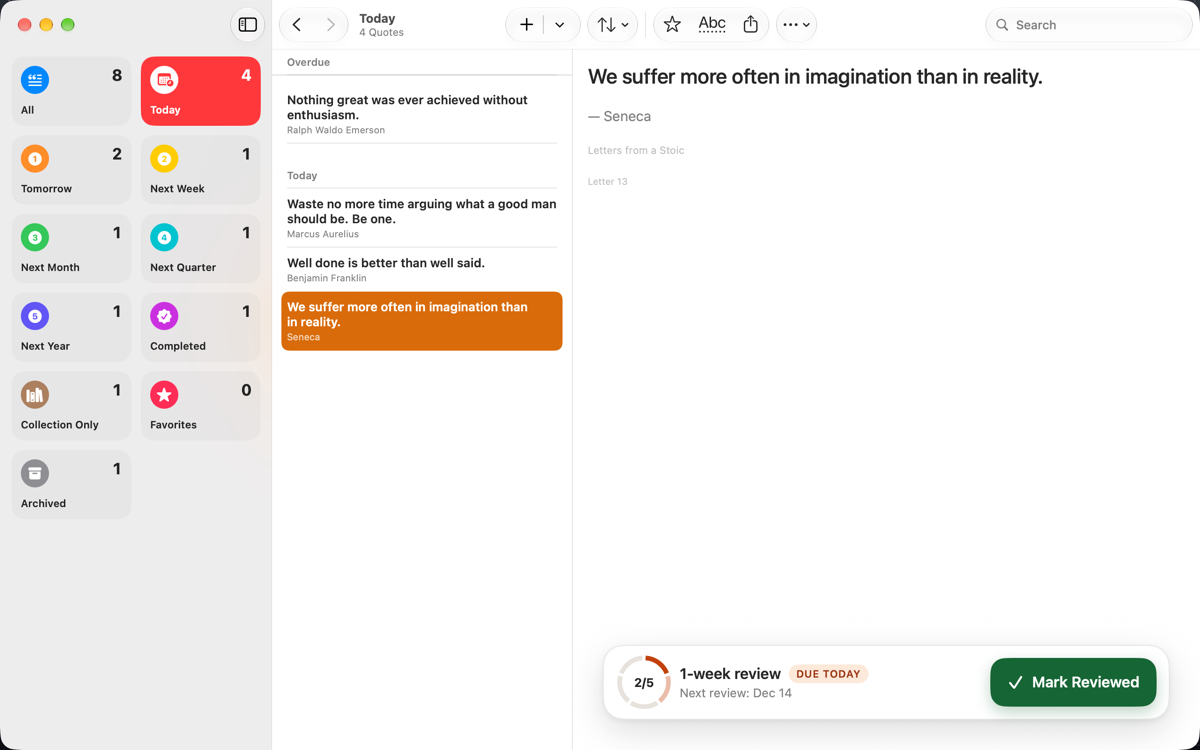 Today
4 Quotes
Abc
Search
8
All
4
Today
1
2
Tomorrow
2
1
Next Week
3
1
Next Month
4
1
Next Quarter
5
1
Next Year
1
Completed
1
Collection Only
0
Favorites
1
Archived
Overdue
Nothing great was ever achieved without
enthusiasm.
Ralph Waldo Emerson
Today
Waste no more time arguing what a good man
should be. Be one.
Marcus Aurelius
Well done is better than well said.
Benjamin Franklin
We suffer more often in imagination than
in reality.
Seneca
We suffer more often in imagination than in reality.
— Seneca
Letters from a Stoic
Letter 13
2/5
1-week review DUE TODAY
Next review: Dec 14
Mark Reviewed